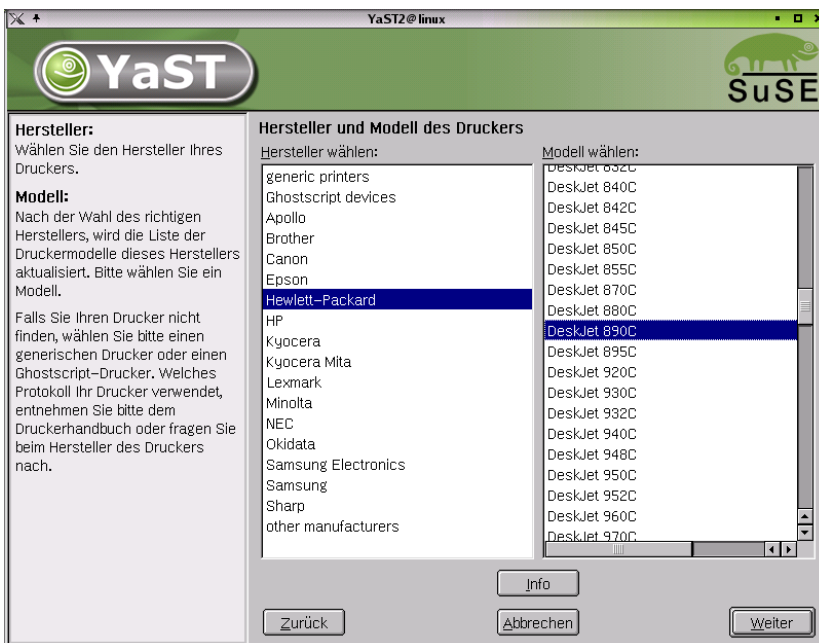 YaST2@linux
YaST
SuSE
Hersteller:
Wählen Sie den Hersteller Ihres
Druckers.
Modell:
Nach der Wahl des richtigen
Herstellers, wird die Liste der
Druckermodelle dieses Herstellers
aktualisiert. Bitte wählen Sie ein
Modell.
Falls Sie Ihren Drucker nicht
finden, wählen Sie bitte einen
generischen Drucker oder einen
Ghostscript-Drucker. Welches
Protokoll Ihr Drucker verwendet,
entnehmen Sie bitte dem
Druckerhandbuch oder fragen Sie
beim Hersteller des Druckers
nach.
Hersteller und Modell des Druckers
Hersteller wählen:
generic printers
Ghostscript devices
Apollo
Brother
Canon
Epson
Hewlett-Packard
HP
Kyocera
Kyocera Mita
Lexmark
Minolta
NEC
Okidata
Samsung Electronics
Samsung
Sharp
other manufacturers
Modell wählen:
DeskJet 832C
DeskJet 840C
DeskJet 842C
DeskJet 845C
DeskJet 850C
DeskJet 855C
DeskJet 870C
DeskJet 880C
DeskJet 890C
DeskJet 895C
DeskJet 920C
DeskJet 930C
DeskJet 932C
DeskJet 940C
DeskJet 948C
DeskJet 950C
DeskJet 952C
DeskJet 960C
DeskJet 970C
Info
Zurück
Abbrechen
Weiter